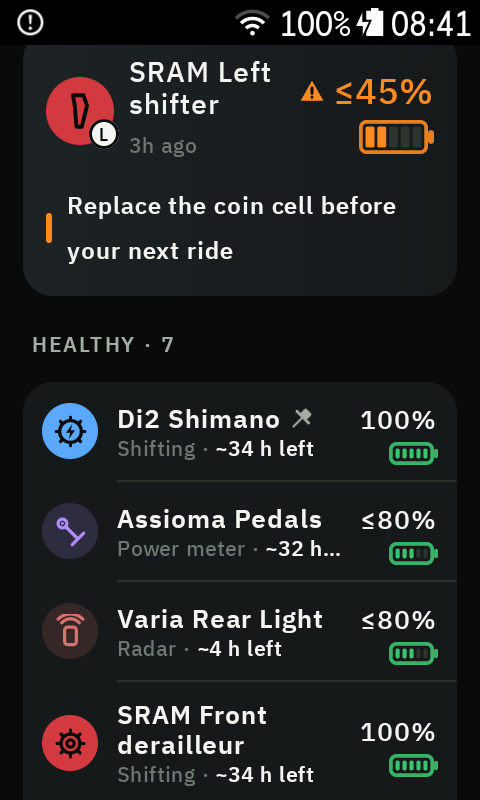 100% 08:41
SRAM Left
shifter
≤45%
L
3h ago
Replace the coin cell before
your next ride
HEALTHY · 7
Di2 Shimano
100%
Shifting · ~34 h left
Assioma Pedals
≤80%
Power meter · ~32 h...
Varia Rear Light
≤80%
Radar · ~4 h left
SRAM Front
derailleur
100%
Shifting · ~34 h left